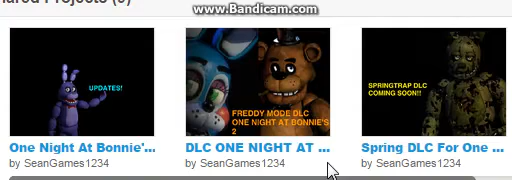 www.Bandicam.com
ared Projects (9)
UPDATES!
One Night At Bonnie'...
by SeanGames1234
FREDDY MODE DLC
ONE NIGHT AT BONNIE'S
2
DLC ONE NIGHT AT ...
by SeanGames1234
SPRINGTRAP DLC
COMING SOON!!
Spring DLC For One ...
by SeanGames1234